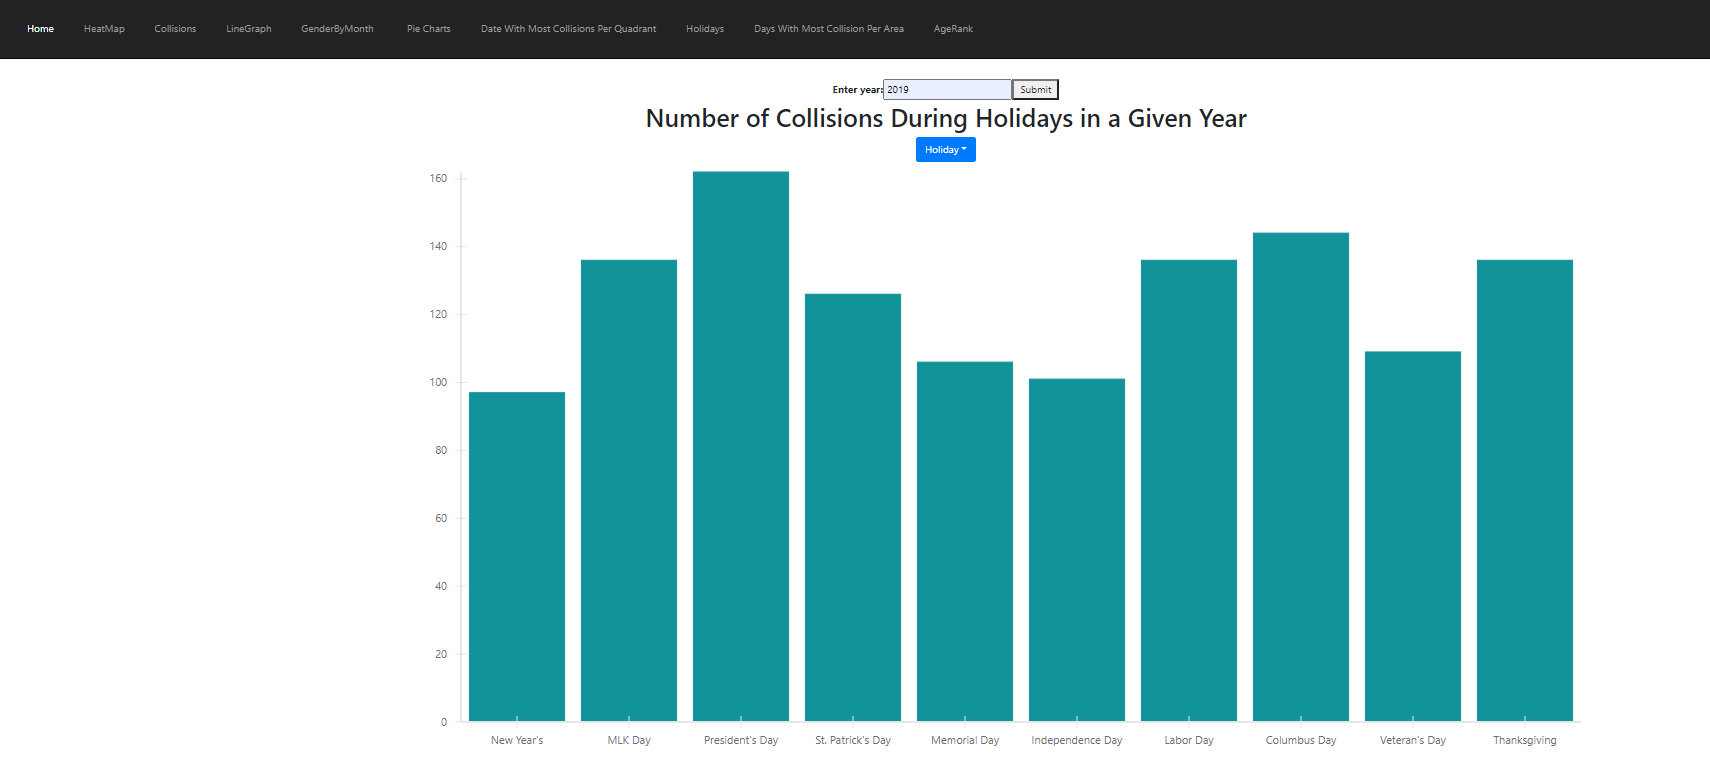 Home HeatMap Collisions LineGraph GenderByMonth Pie Charts Date With Most Collisions Per Quadrant Holidays Days With Most Collision Per Area AgeRank
Enter year: 2019 Submit
Number of Collisions During Holidays in a Given Year
Holiday
160
140
120
100
80
60
40
20
0
New Year's MLK Day President's Day St. Patrick's Day Memorial Day Independence Day Labor Day Columbus Day Veteran's Day Thanksgiving